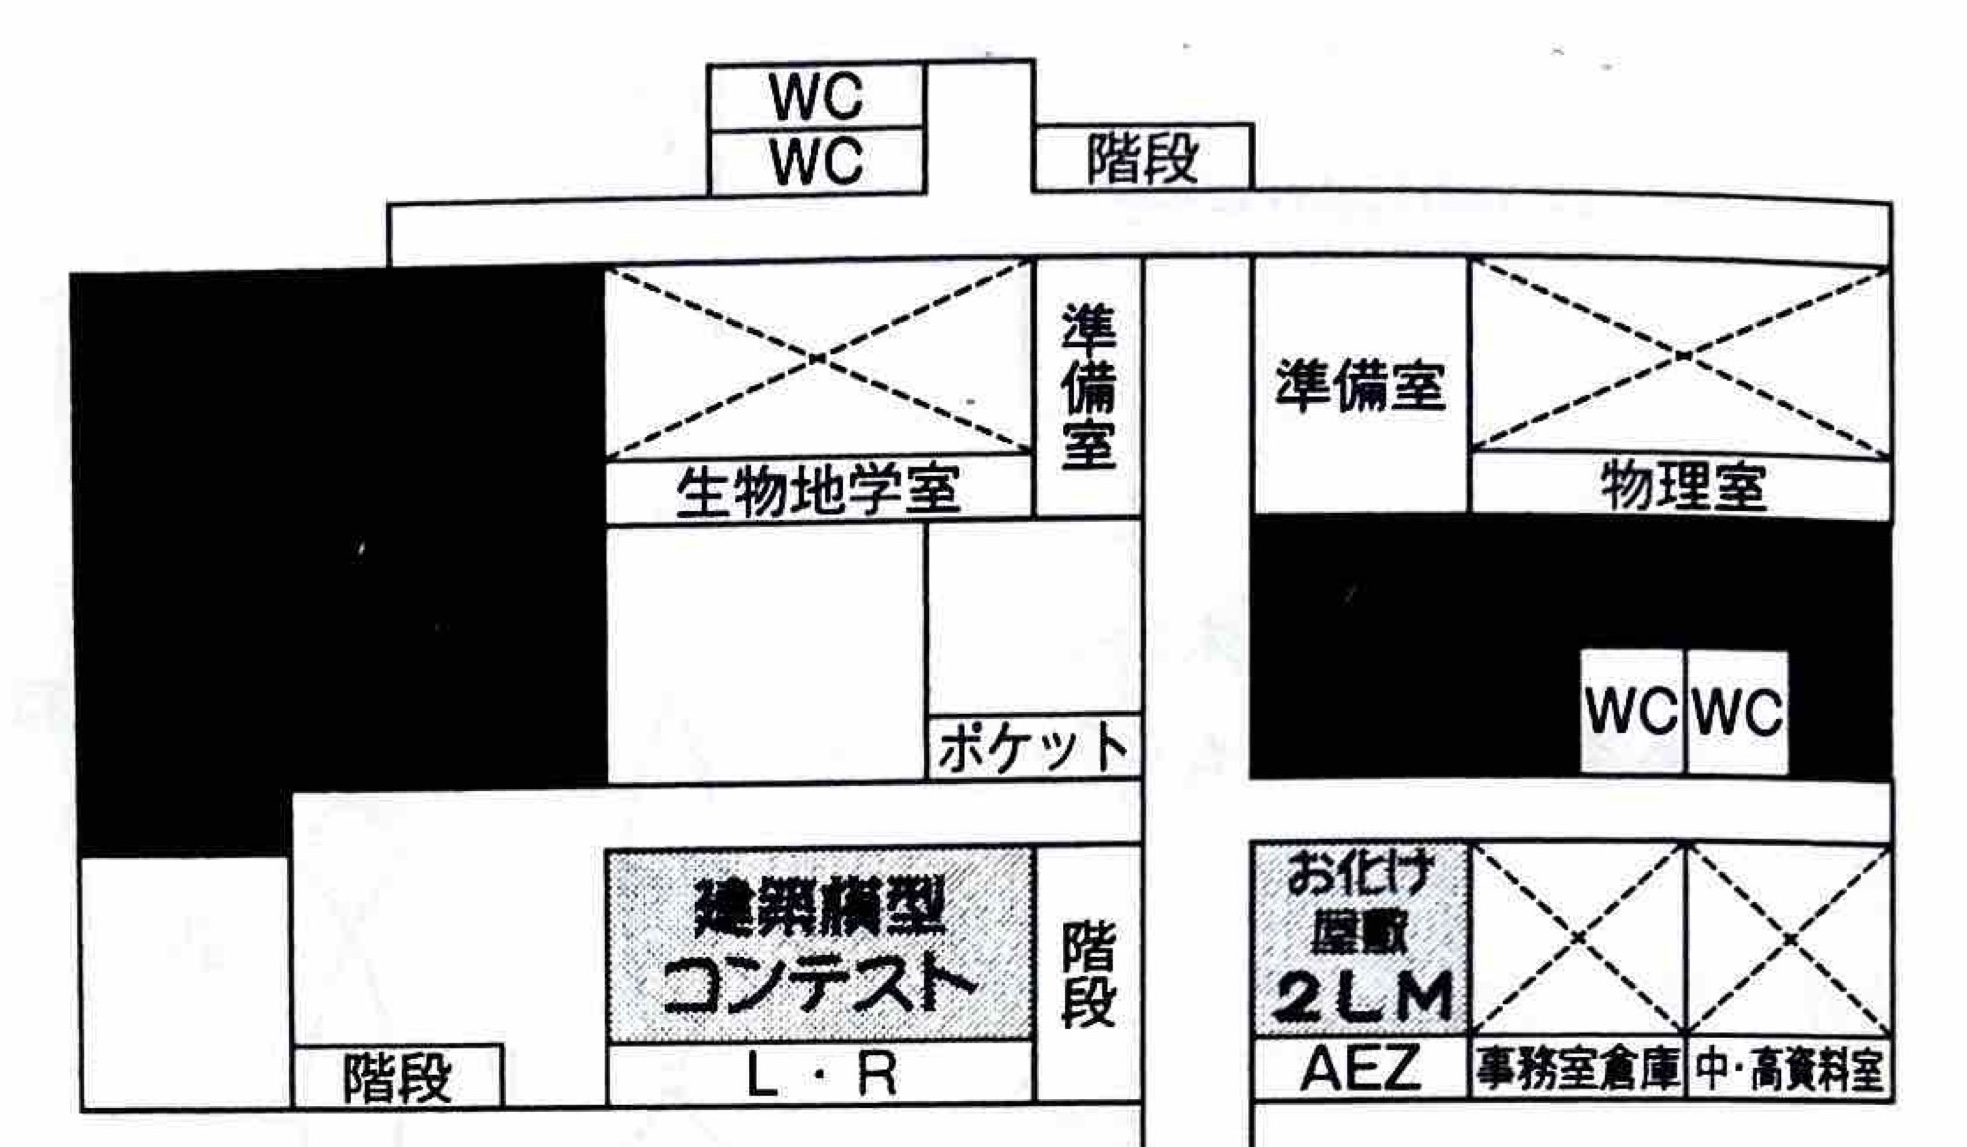 WC
WC
階段
準備室
準備室
生物地学室
物理室
WC
WC
ポケット
建築模型
コンテスト
階段
お化け
屋敷
2LM
階段
L・R
AEZ
事務室倉庫
中・高資料室